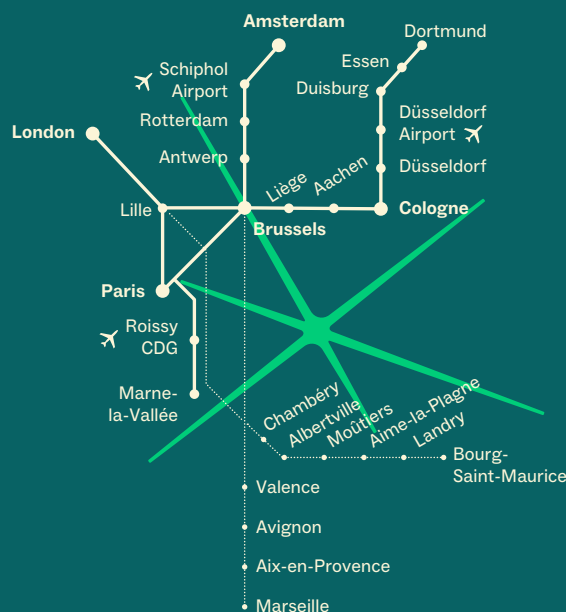 Amsterdam
Dortmund
Essen
Schiphol
Airport
Duisburg
Rotterdam
Düsseldorf
Airport
London
Antwerp
Düsseldorf
Liège
Aachen
Lille
Cologne
Brussels
Paris
Roissy
CDG
Marne-
la-Vallée
Chambéry
Albertville
Moûtiers
Aime-la-Plagne
Landry
Bourg-
Saint-Maurice
Valence
Avignon
Aix-en-Provence
Marseille